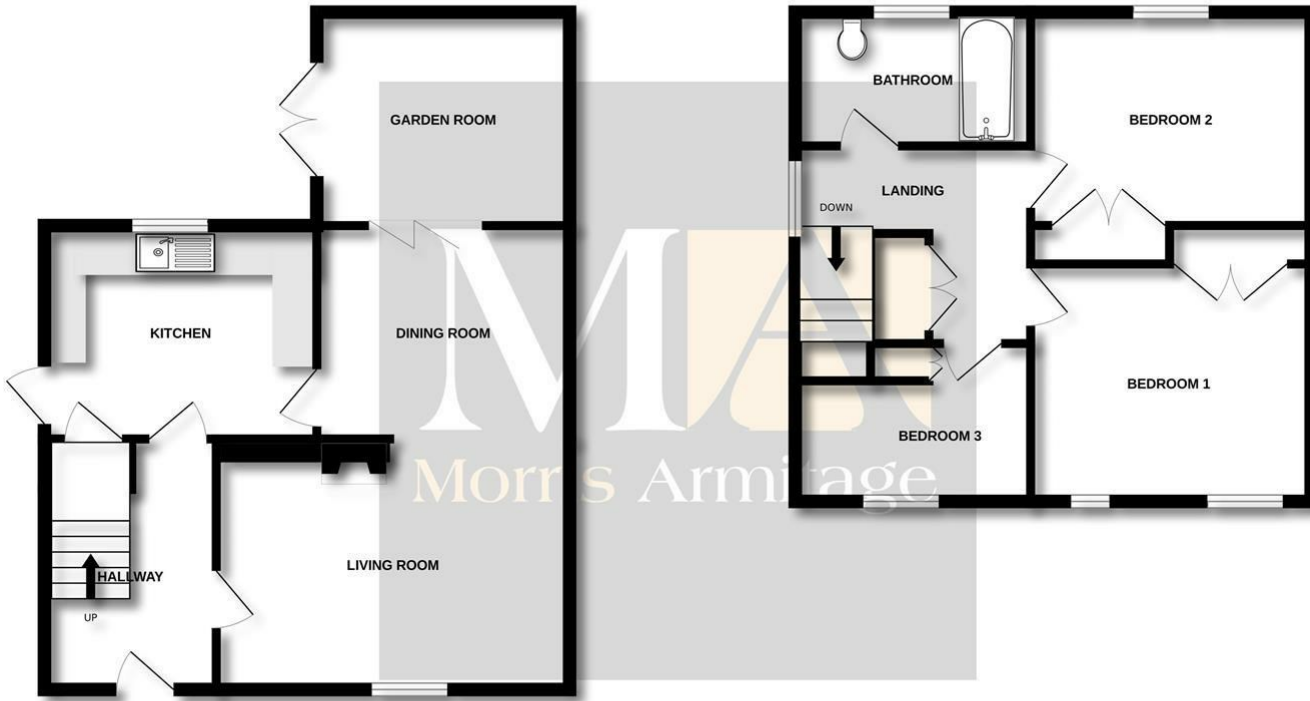 GARDEN ROOM
KITCHEN
DINING ROOM
LIVING ROOM
HALLWAY
UP
BATHROOM
BEDROOM 2
LANDING
DOWN
BEDROOM 1
BEDROOM 3
MA
Morris Armitage